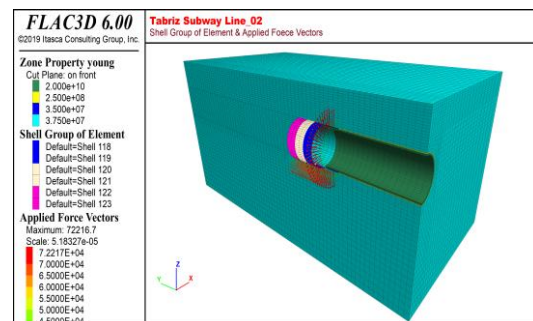 FLAC3D 6.00
©2019 Itasca Consulting Group, Inc.
Zone Property young
Cut Plane: on front
2.000e+10
2.500e+08
3.500e+07
3.750e+07
Shell Group of Element
Default=Shell 118
Default=Shell 119
Default=Shell 120
Default=Shell 121
Default=Shell 122
Default=Shell 123
Applied Force Vectors
Maximum: 72216.7
Scale: 5.18327e-05
7.2217E+04
7.0000E+04
6.5000E+04
6.0000E+04
5.5000E+04
5.0000E+04
4.5000E+04
Tabriz Subway Line_02
Shell Group of Element & Applied Foece Vectors
Z
Y
X